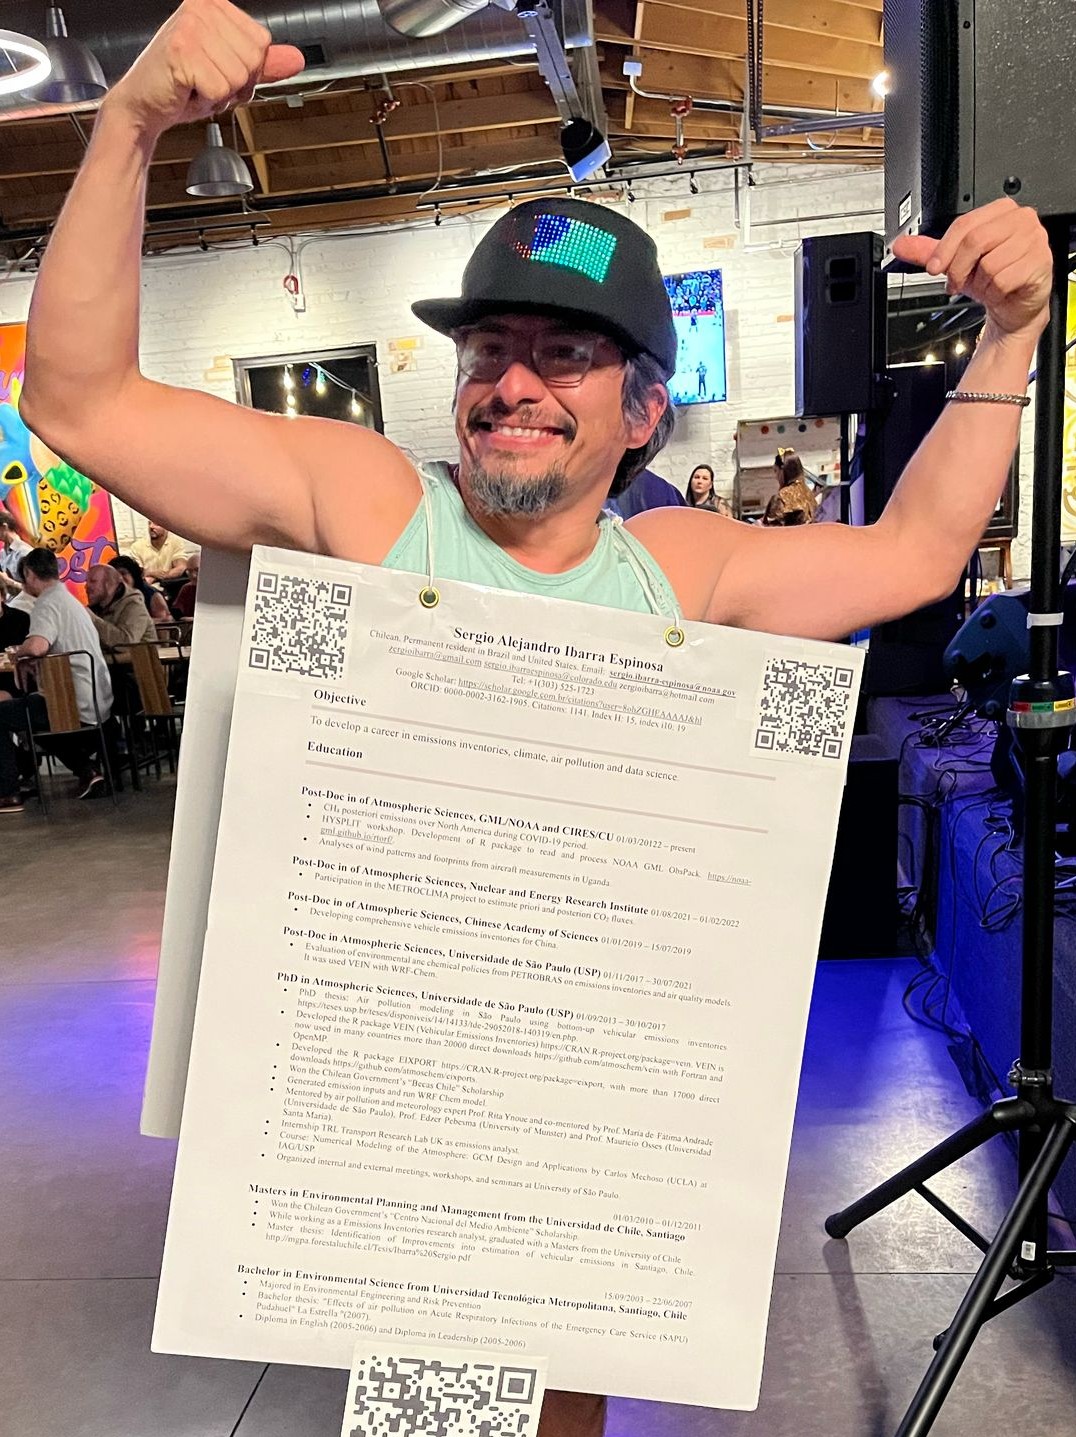 Sergio Alejandro Ibarra Espinosa
Chilean, Permanent resident in Brazil and United States. Email: sergio.ibarra-espinosa@noaa.gov
zergioibarra@gmail.com sergio.ibarraespinosa@colorado.edu zergioibarra@hotmail.com
Tel: +1(303) 525-1723
Google Scholar: https://scholar.google.com.br/citations?user=8obZGHEAAAAJ&hl
ORCID: 0000-0002-3162-1905. Citations: 1141. Index H: 15, index i10. 19
Objective
To develop a career in emissions inventories, climate, air pollution and data science.
Education
Post-Doc in of Atmospheric Sciences, GML/NOAA and CIRES/CU 01/03/20122 – present
• CH₄ posteriori emissions over North America during COVID-19 period.
• HYSPLIT workshop. Development of R package to read and process NOAA GML ObsPack. https://noaa-
gml.github.io/rtorf/.
• Analyses of wind patterns and footprints from aircraft measurements in Uganda.
Post-Doc in of Atmospheric Sciences, Nuclear and Energy Research Institute 01/08/2021 – 01/02/2022
• Participation in the METROCLIMA project to estimate priori and posteriori CO₂ fluxes.
Post-Doc in of Atmospheric Sciences, Chinese Academy of Sciences 01/01/2019 – 15/07/2019
• Developing comprehensive vehicle emissions inventories for China.
Post-Doc in Atmospheric Sciences, Universidade de São Paulo (USP) 01/11/2017 – 30/07/2021
• Evaluation of environmental anc chemical policies from PETROBRAS on emissions inventories and air quality models.
It was used VEIN with WRF-Chem.
PhD in Atmospheric Sciences, Universidade de São Paulo (USP) 01/09/2013 – 30/10/2017
• PhD thesis: Air pollution modeling in São Paulo using bottom-up vehicular emissions inventories
https://teses.usp.br/teses/disponiveis/14/14133/tde-29052018-140319/en.php.
• Developed the R package VEIN (Vehicular Emissions Inventories) https://CRAN.R-project.org/package=vein. VEIN is
now used in many countries more than 20000 direct downloads https://github.com/atmoschem/vein with Fortran and
OpenMP
• Developed the R package EIXPORT https://CRAN.R-project.org/package=eixport, with more than 17000 direct
downloads https://github.com/atmoschem/eixports.
• Won the Chilean Government's "Becas Chile" Scholarship
• Generated emission inputs and run WRF Chem model.
• Mentored by air pollution and meteorology expert Prof. Rita Ynoue and co-mentored by Prof. Maria de Fatima Andrade
(Universidade de São Paulo), Prof. Edzer Pebesma (University of Munster) and Prof. Mauricio Osses (Universidad
Santa Maria).
• Internship TRL Transport Research Lab UK as emissions analyst.
• Course: Numerical Modeling of the Atmosphere: GCM Design and Applications by Carlos Mechoso (UCLA) at
IAG/USP.
• Organized internal and external meetings, workshops, and seminars at University of São Paulo.
01/03/2010 – 01/12/2011
Masters in Environmental Planning and Management from the Universidad de Chile, Santiago
• Won the Chilean Government's "Centro Nacional del Medio Ambiente" Scholarship.
• While working as a Emissions Inventories research analyst, graduated with a Masters from the University of Chile
• Master thesis: Identification of Improvements into estimation of vehicular emissions in Santiago, Chile.
http://mgpa.forestaluchile.cl/Tesis/Ibarra%20Sergio.pdf
15/09/2003 – 22/06/2007
Bachelor in Environmental Science from Universidad Tecnológica Metropolitana, Santiago, Chile
• Majored in Environmental Engineering and Risk Prevention
• Bachelor thesis: "Effects of air pollution on Acute Respiratory Infections of the Emergency Care Service (SAPU)
Pudahuel" La Estrella "(2007).
• Diploma in English (2005-2006) and Diploma in Leadership (2005-2006)